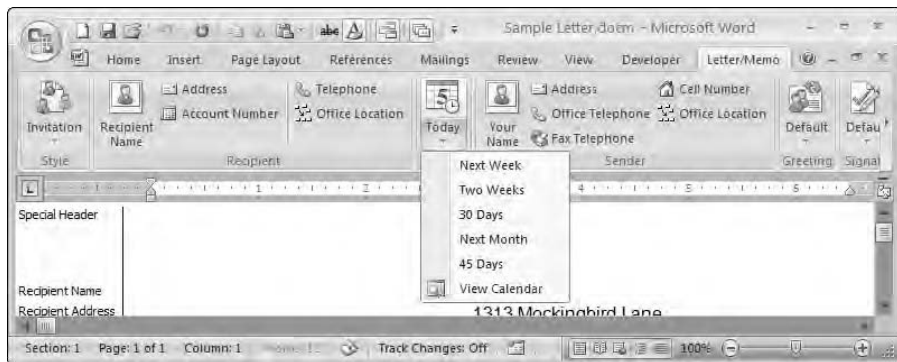 Sample Letter.dotm - Microsoft Word
Home Insert Page Layout References Mailings Review View Developer Letter/Memo
Address Telephone Address Cell Number
Account Number Office Location Office Telephone Office Location
Invitation Recipient Name Today Your Name Fax Telephone Default Defau
Style Recipient Sender Greeting Signat
Next Week
Two Weeks
30 Days
Next Month
45 Days
View Calendar
Special Header
Recipient Name
Recipient Address 1313 Mockingbird Lane
Section: 1 Page: 1 of 1 Column: 1 Track Changes: Off 100%